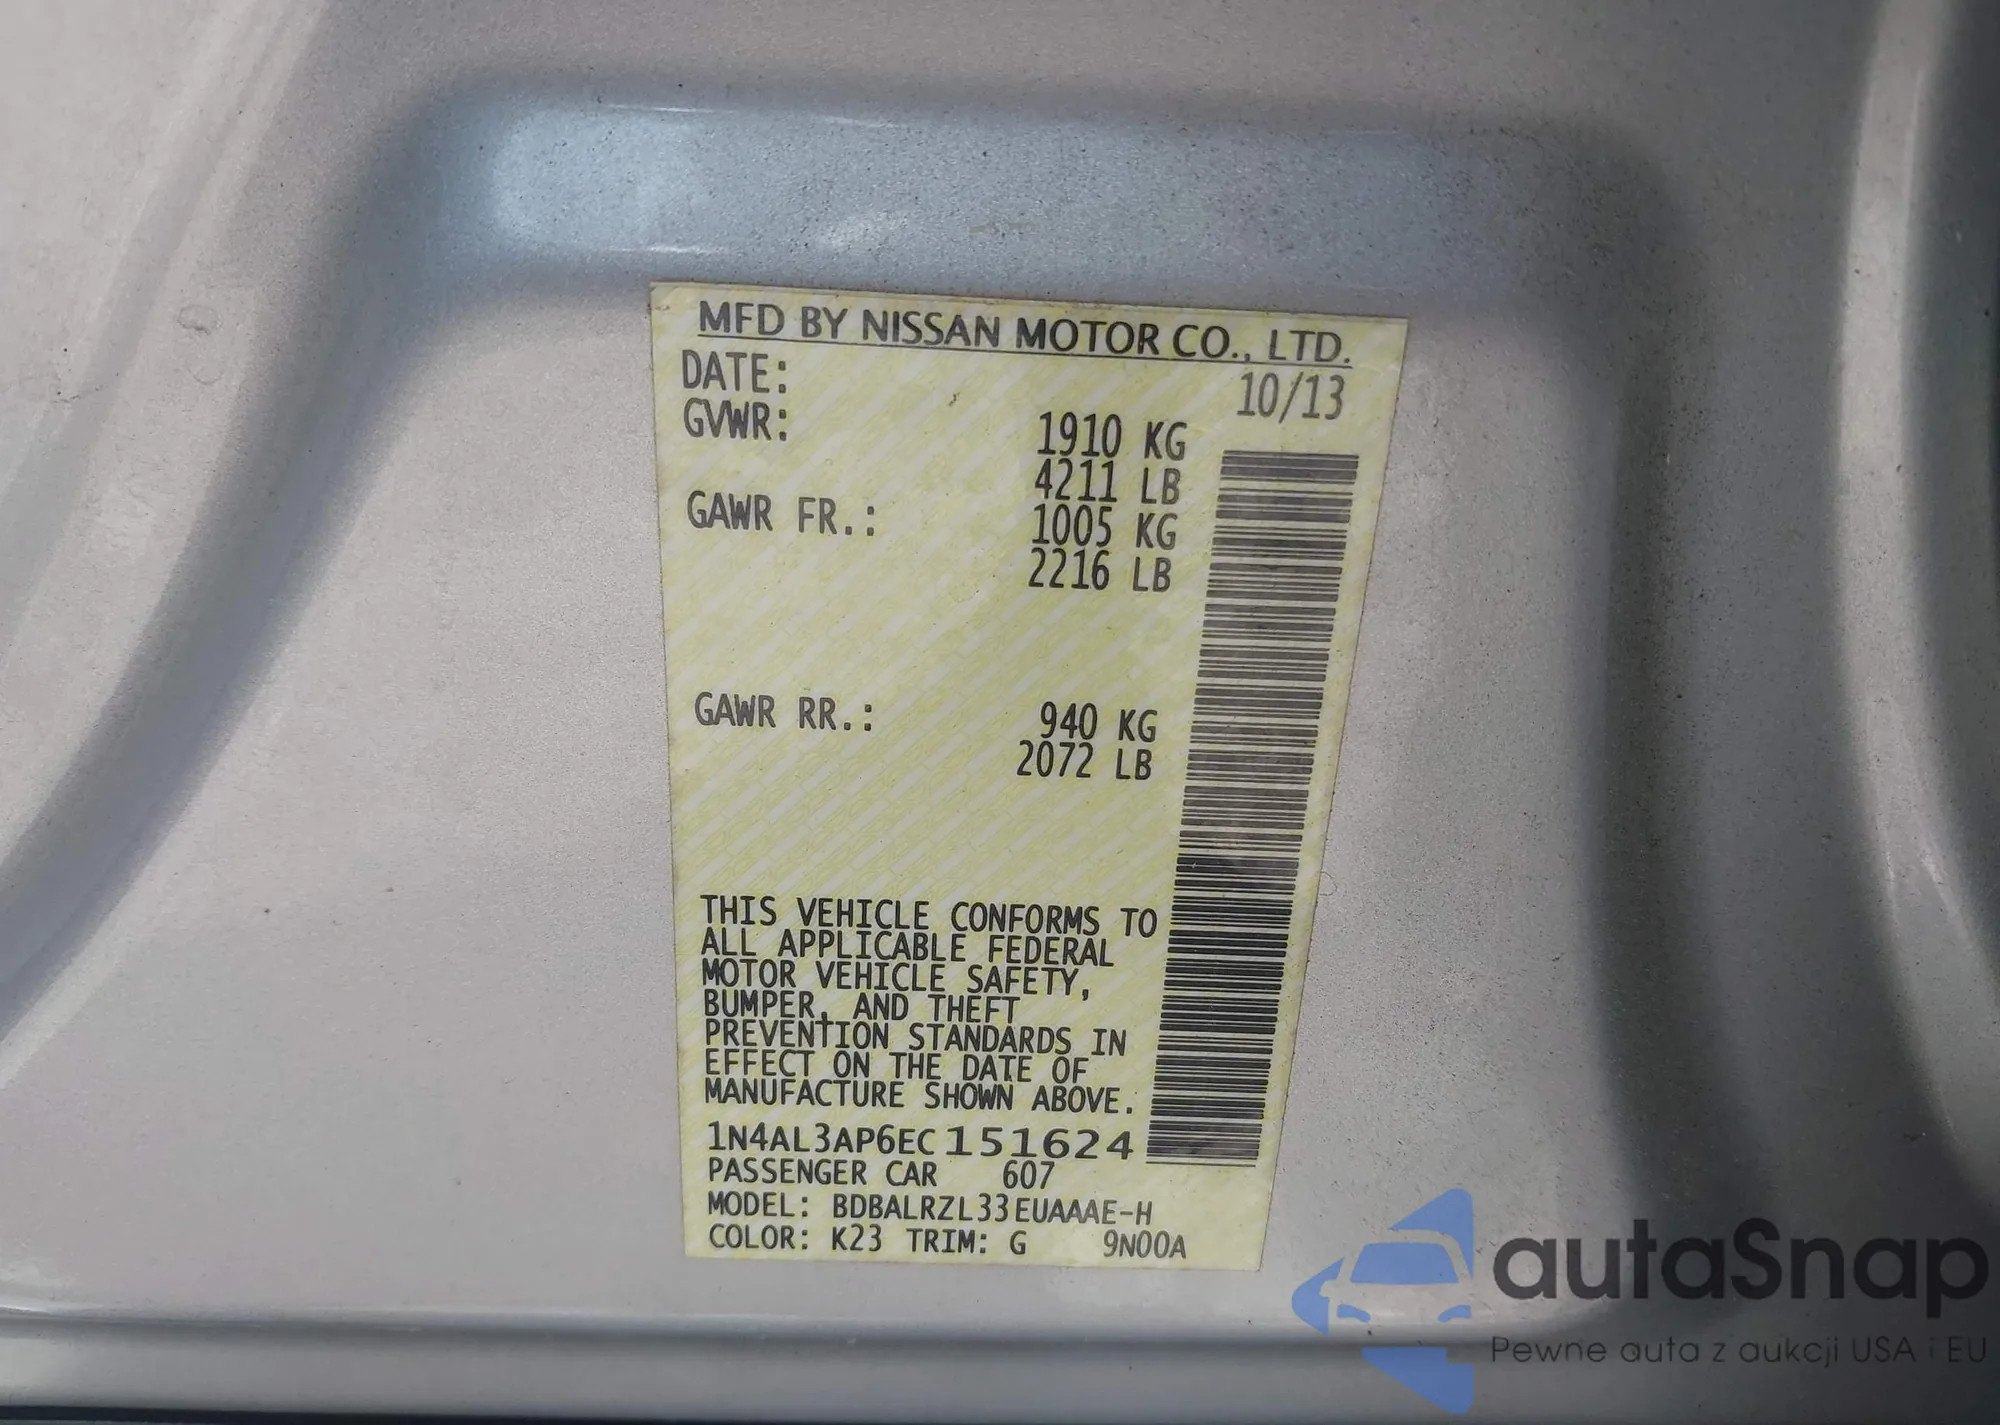 MFD BY NISSAN MOTOR CO., LTD.
DATE: 10/13
GVWR: 1910 KG
4211 LB
GAWR FR.: 1005 KG
2216 LB
GAWR RR.: 940 KG
2072 LB
THIS VEHICLE CONFORMS TO
ALL APPLICABLE FEDERAL
MOTOR VEHICLE SAFETY,
BUMPER, AND THEFT
PREVENTION STANDARDS IN
EFFECT ON THE DATE OF
MANUFACTURE SHOWN ABOVE.
1N4AL3AP6EC151624
PASSENGER CAR 607
MODEL: BDBALRZL33EUAAAE-H
COLOR: K23 TRIM: G 9N00A
autaSnap
Pewne auta z aukcji USA i EU